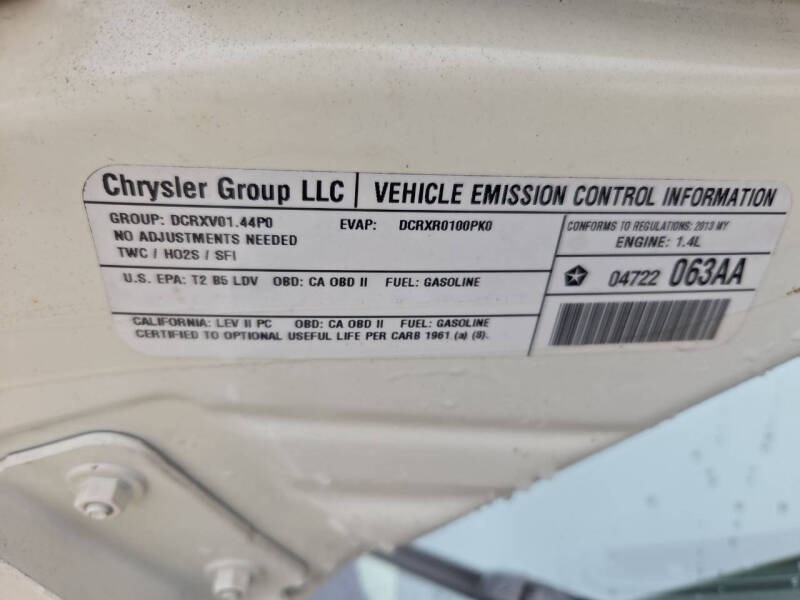 Chrysler Group LLC | VEHICLE EMISSION CONTROL INFORMATION
GROUP: DCRXV01.44P0 EVAP: DCRXR0100PK0
NO ADJUSTMENTS NEEDED
TWC / HO2S / SFI
CONFORMS TO REGULATIONS: 2013 MY
ENGINE: 1.4L
U.S. EPA: T2 B5 LDV OBD: CA OBD II FUEL: GASOLINE
04722 063AA
CALIFORNIA: LEV II PC OBD: CA OBD II FUEL: GASOLINE
CERTIFIED TO OPTIONAL USEFUL LIFE PER CARB 1961 (a) (8).